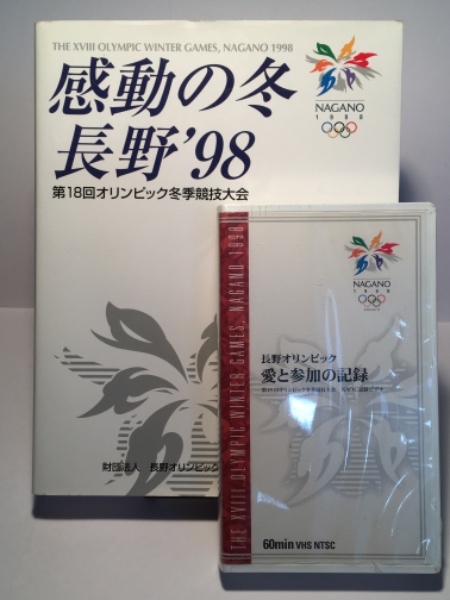 THE XVIII OLYMPIC WINTER GAMES, NAGANO 1998
感動の冬
長野'98
第18回オリンピック冬季競技大会
NAGANO
1998
財団法人 長野オリンピック
THE XVIII OLYMPIC WINTER GAMES, NAGANO 1998
NAGANO
1998
長野オリンピック
愛と参加の記録
60min VHS NTSC